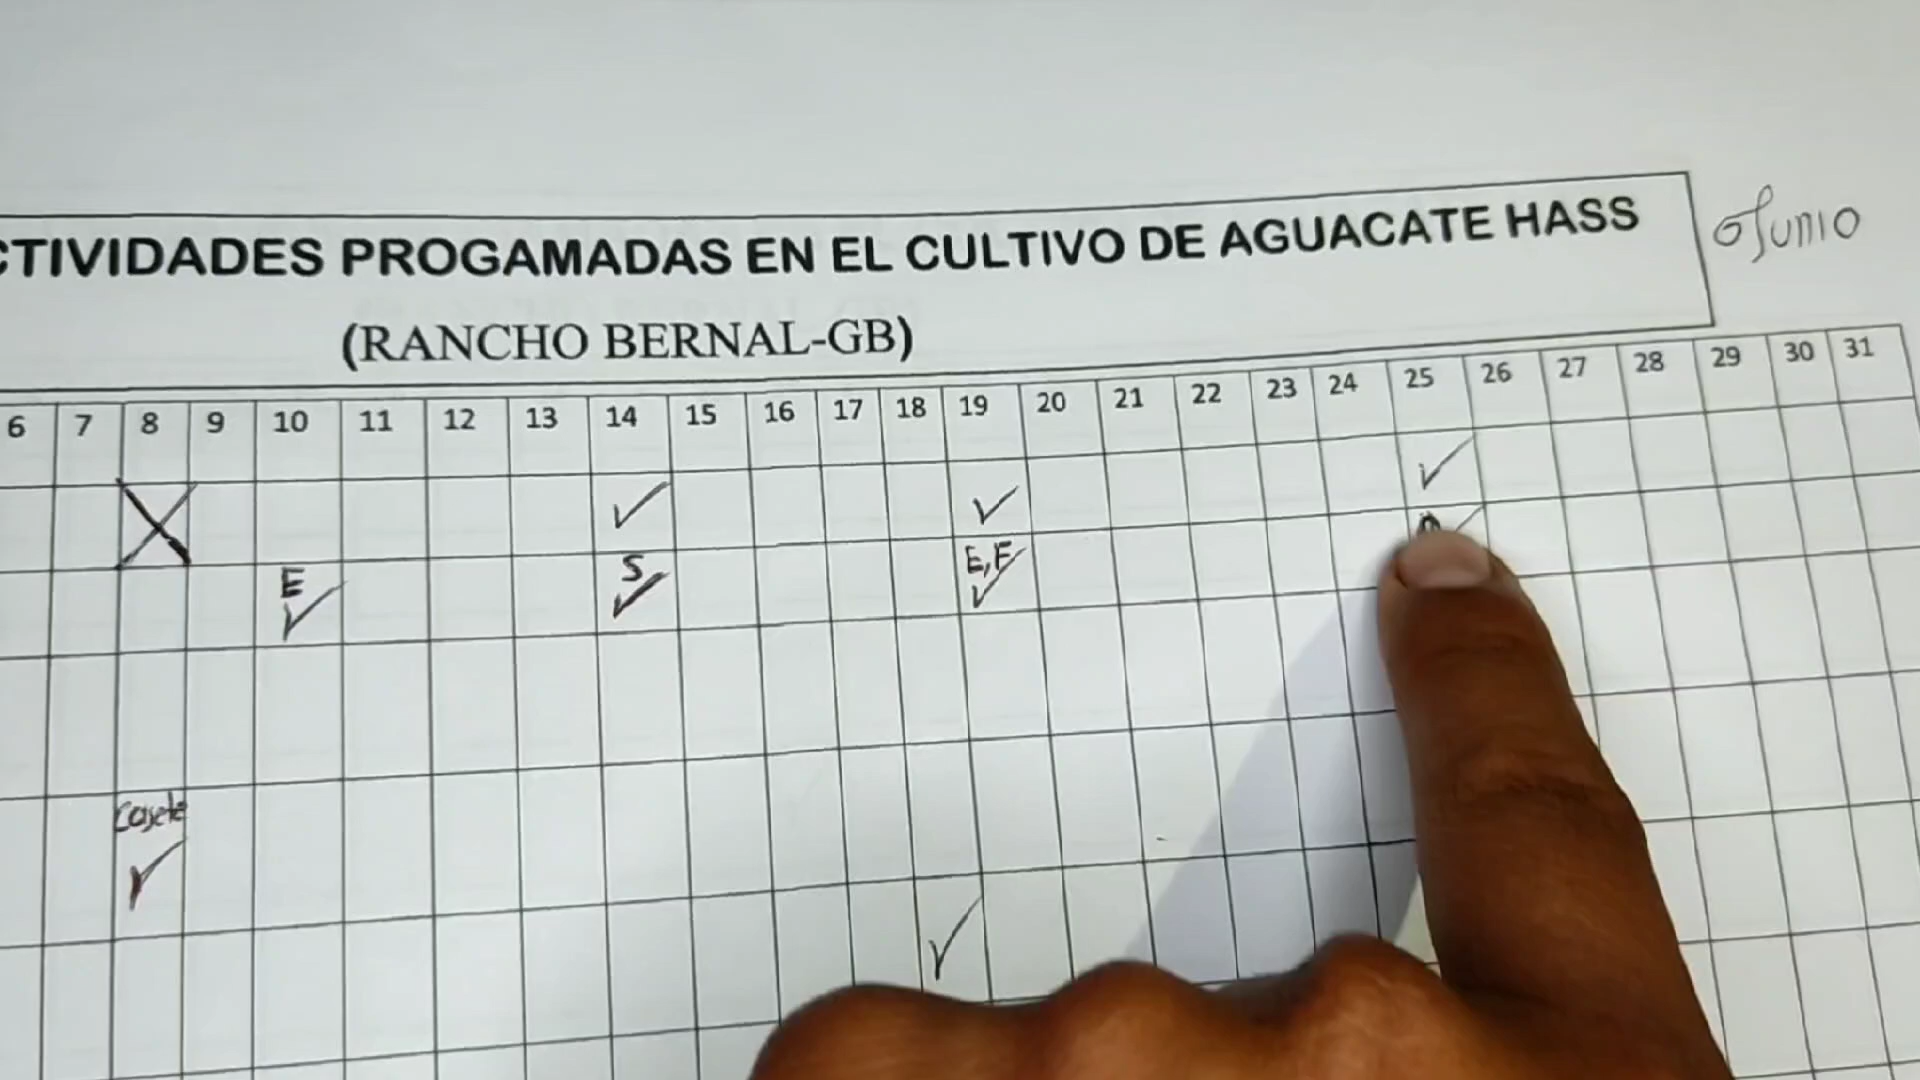 CTIVIDADES PROGAMADAS EN EL CULTIVO DE AGUACATE HASS
Junio
(RANCHO BERNAL-GB)
6 7 8 9 10 11 12 13 14 15 16 17 18 19 20 21 22 23 24 25 26 27 28 29 30 31
E S E,F